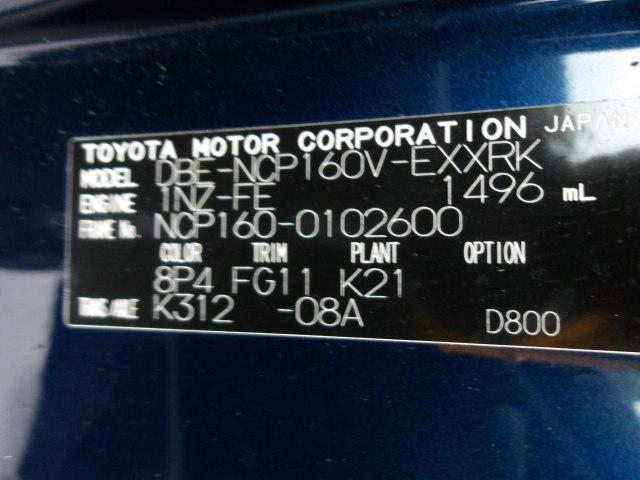 TOYOTA MOTOR CORPORATION JAPAN
MODEL DBE-NCP160V-EXXRK
ENGINE 1NZ-FE 1496 mL
FRAME No. NCP160-0102600
COLOR TRIM PLANT OPTION
8P4 FG11 K21
TRANS/AXLE K312 -08A D800